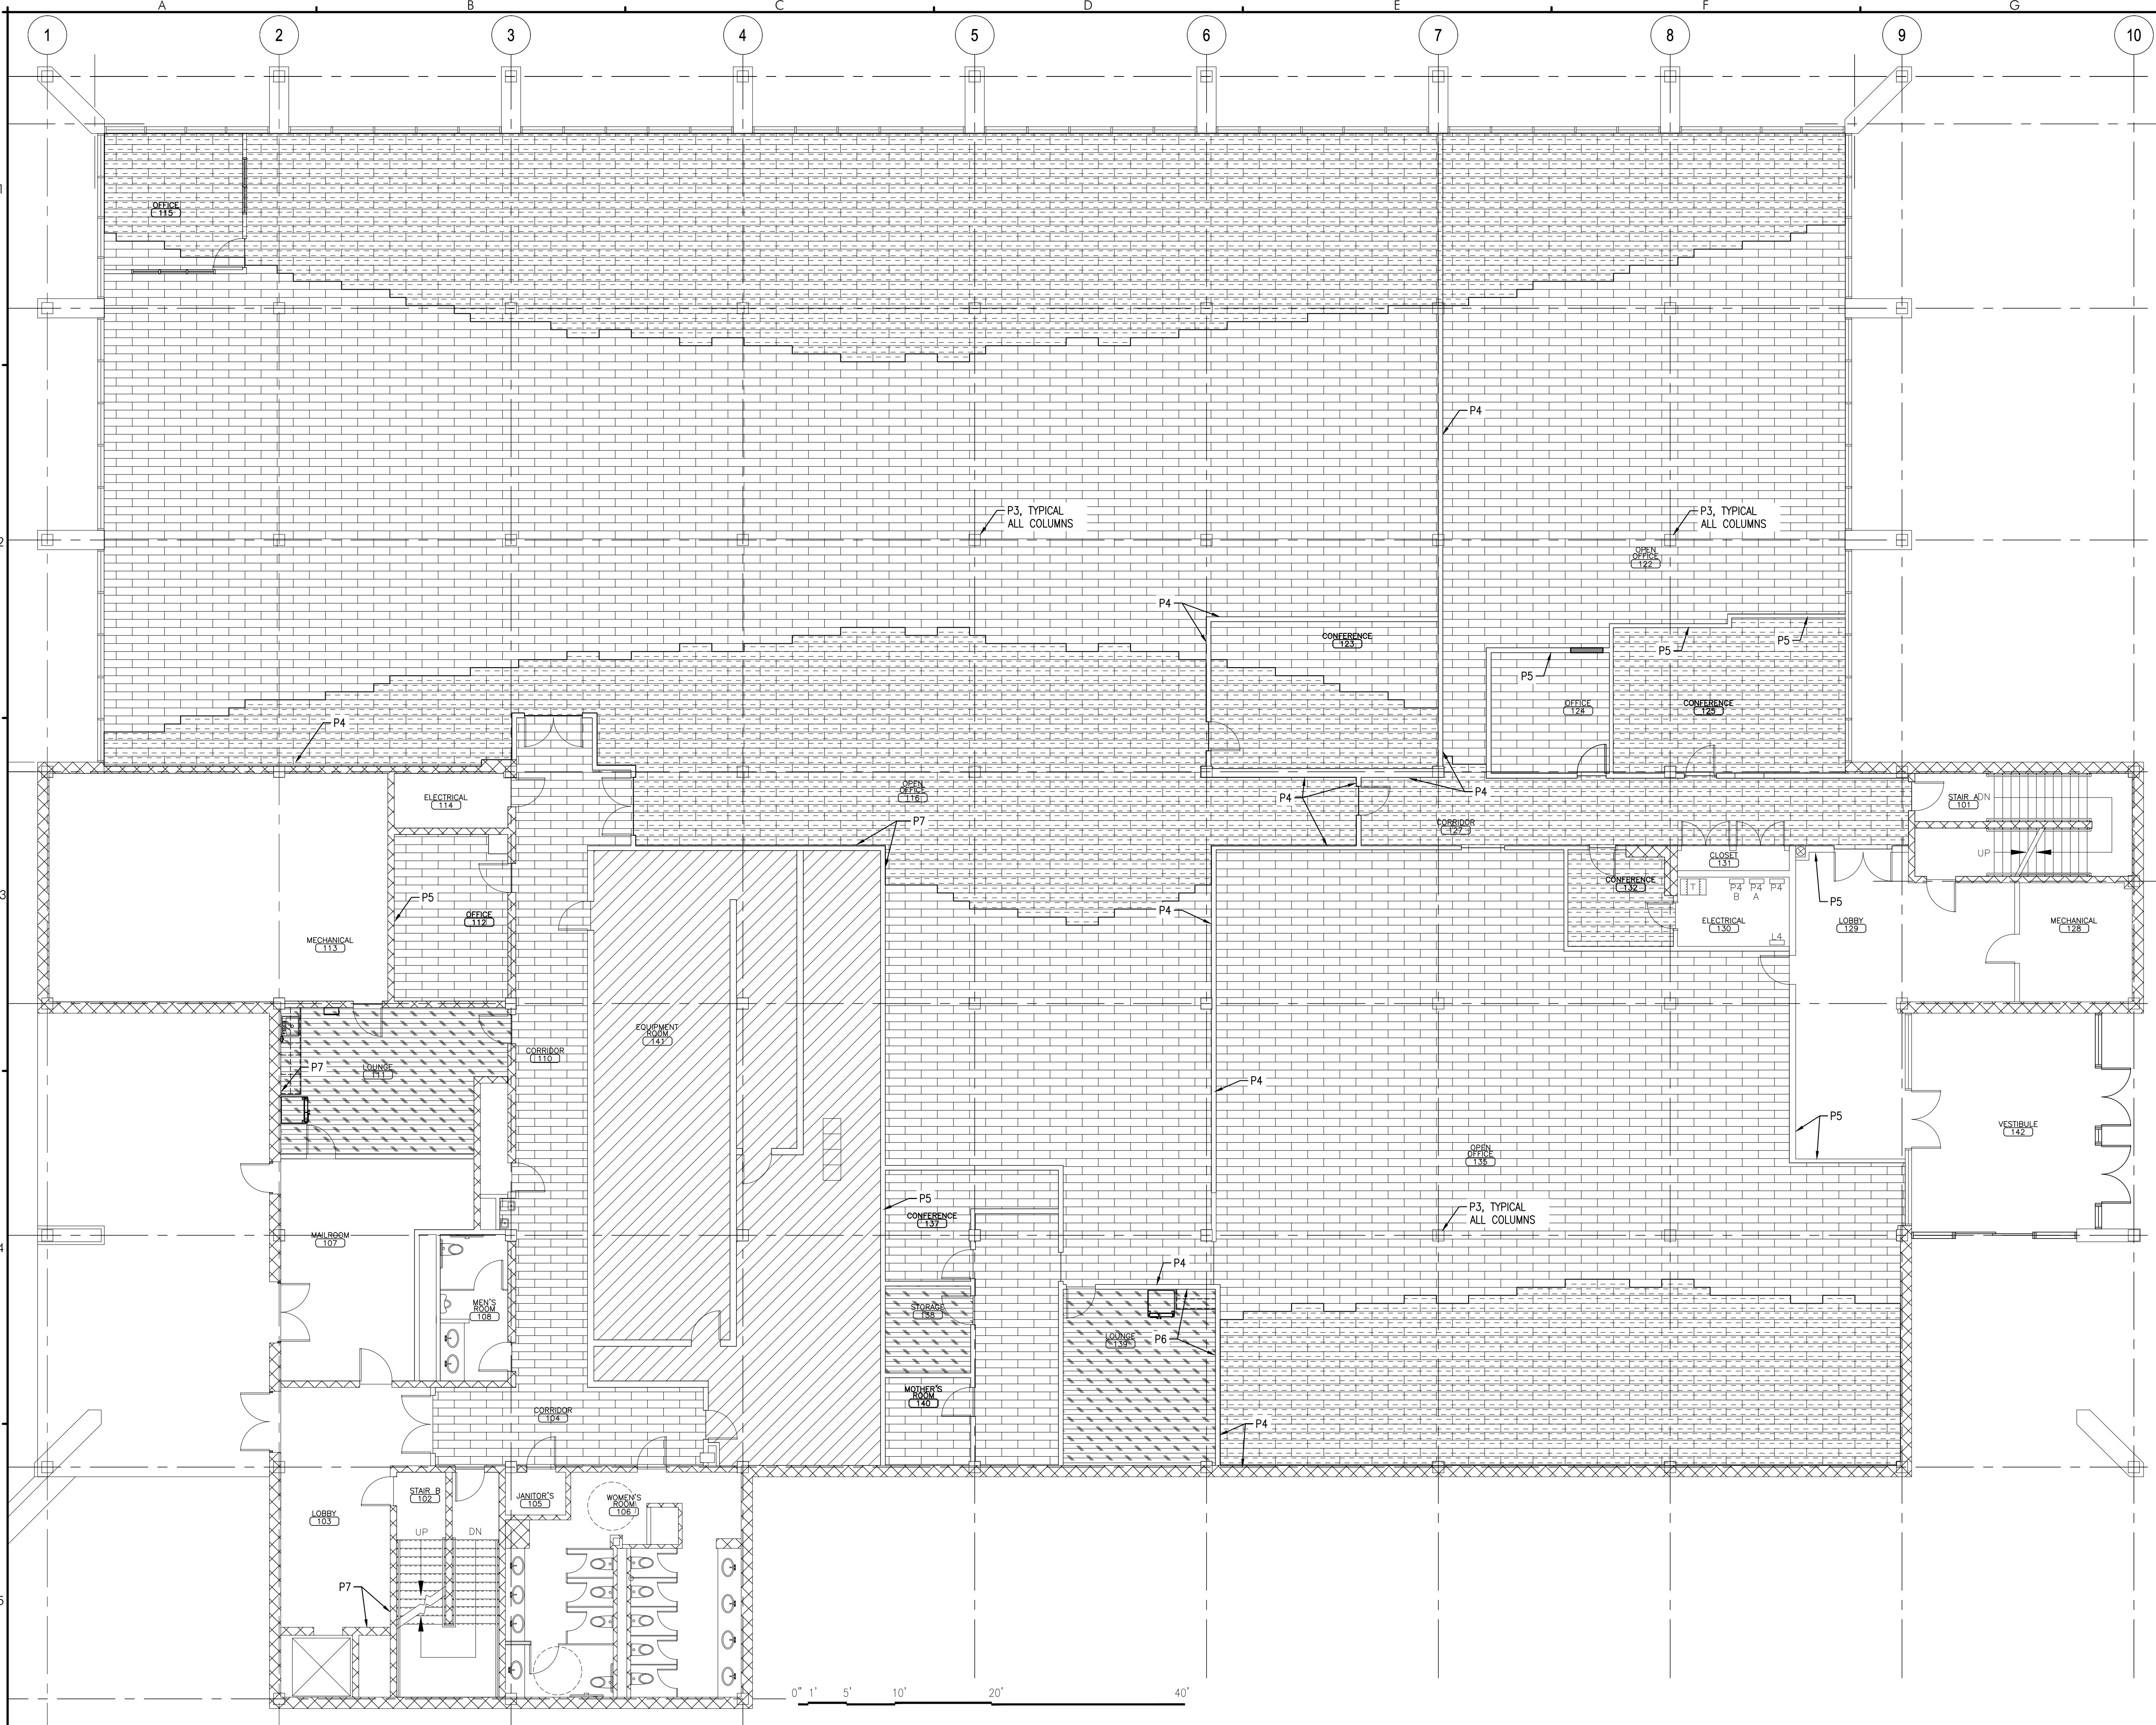 A B C D E F G
1 2 3 4 5 6 7 8 9 10
1
OFFICE
115
P4
P3, TYPICAL
ALL COLUMNS
P3, TYPICAL
ALL COLUMNS
2
OPEN
OFFICE
122
P4
CONFERENCE
123
P5
P5
P5
OFFICE
124
CONFERENCE
125
P4
ELECTRICAL
114
OPEN
OFFICE
116
P4
P4
STAIR A
101
DN
UP
P7
CORRIDOR
127
CLOSET
131
3
P5
OFFICE
112
CONFERENCE
132
T
P4
B
P4
A
P4
P5
P4
MECHANICAL
113
ELECTRICAL
130
L4
LOBBY
129
MECHANICAL
128
EQUIPMENT
ROOM
141
CORRIDOR
110
LOUNGE
111
P7
P4
P5
VESTIBULE
142
OPEN
OFFICE
135
P5
CONFERENCE
137
P3, TYPICAL
ALL COLUMNS
4
MAILROOM
107
P4
MEN'S
ROOM
108
STORAGE
138
LOUNGE
139
P6
MOTHER'S
ROOM
140
CORRIDOR
104
P4
STAIR B
102
JANITOR'S
105
WOMEN'S
ROOM
106
LOBBY
103
UP
DN
P7
5
0" 1' 5' 10' 20' 40'